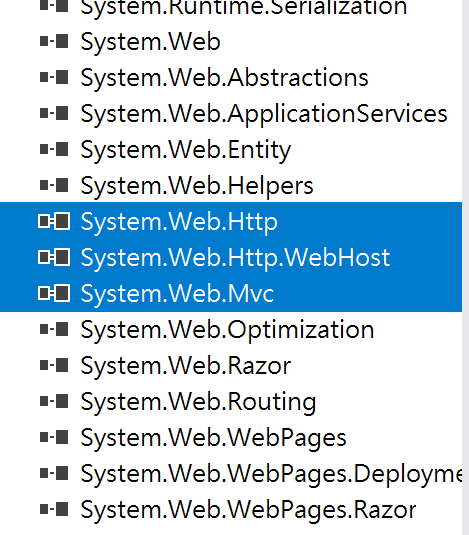 System.Runtime.Serialization
System.Web
System.Web.Abstractions
System.Web.ApplicationServices
System.Web.Entity
System.Web.Helpers
System.Web.Http
System.Web.Http.WebHost
System.Web.Mvc
System.Web.Optimization
System.Web.Razor
System.Web.Routing
System.Web.WebPages
System.Web.WebPages.Deployme
System.Web.WebPages.Razor